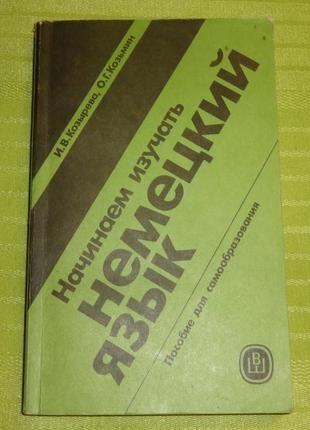 И.В.Козырева, О.Г.Козьмин
Начинаем изучать
немецкий
язык
Пособие для самообразования
ВШ